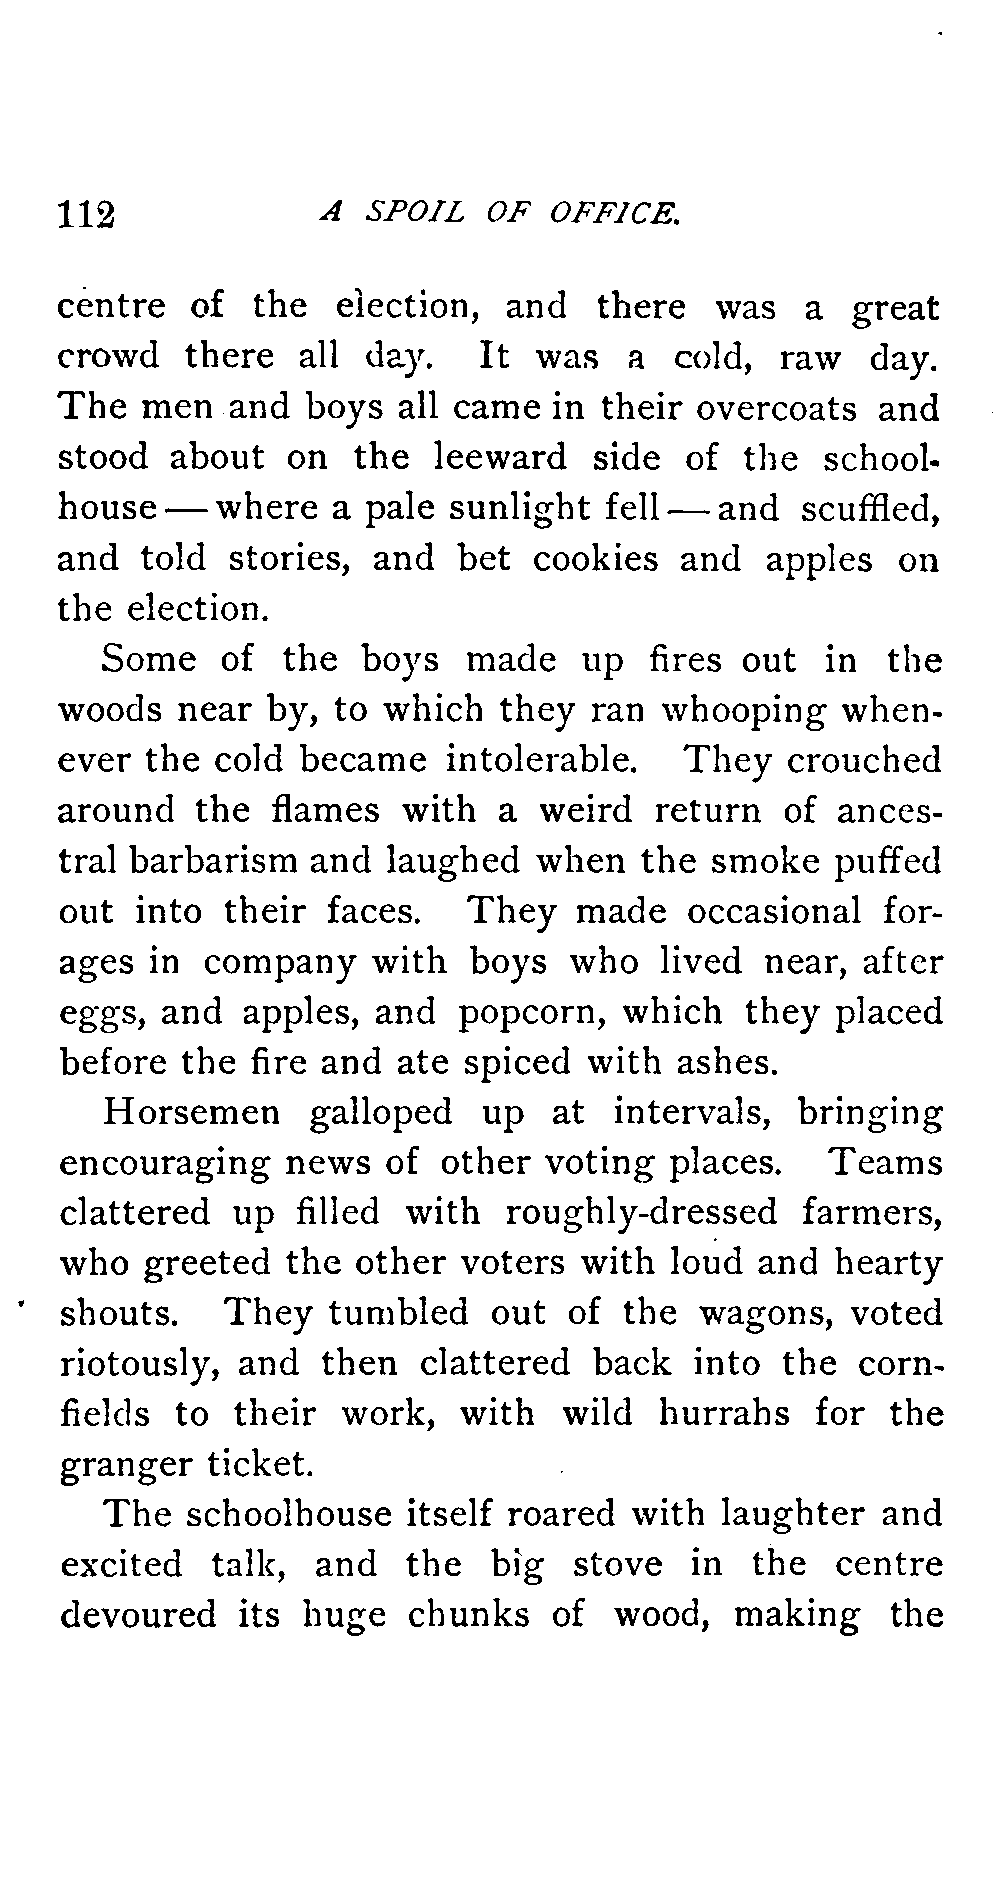 112 A SPOIL OF OFFICE.
centre of the election, and there was a great
crowd there all day. It was a cold, raw day.
The men and boys all came in their overcoats and
stood about on the leeward side of the school-
house — where a pale sunlight fell — and scuffled,
and told stories, and bet cookies and apples on
the election.
Some of the boys made up fires out in the
woods near by, to which they ran whooping when-
ever the cold became intolerable. They crouched
around the flames with a weird return of ances-
tral barbarism and laughed when the smoke puffed
out into their faces. They made occasional for-
ages in company with boys who lived near, after
eggs, and apples, and popcorn, which they placed
before the fire and ate spiced with ashes.
Horsemen galloped up at intervals, bringing
encouraging news of other voting places. Teams
clattered up filled with roughly-dressed farmers,
who greeted the other voters with loud and hearty
shouts. They tumbled out of the wagons, voted
riotously, and then clattered back into the corn-
fields to their work, with wild hurrahs for the
granger ticket.
The schoolhouse itself roared with laughter and
excited talk, and the big stove in the centre
devoured its huge chunks of wood, making the